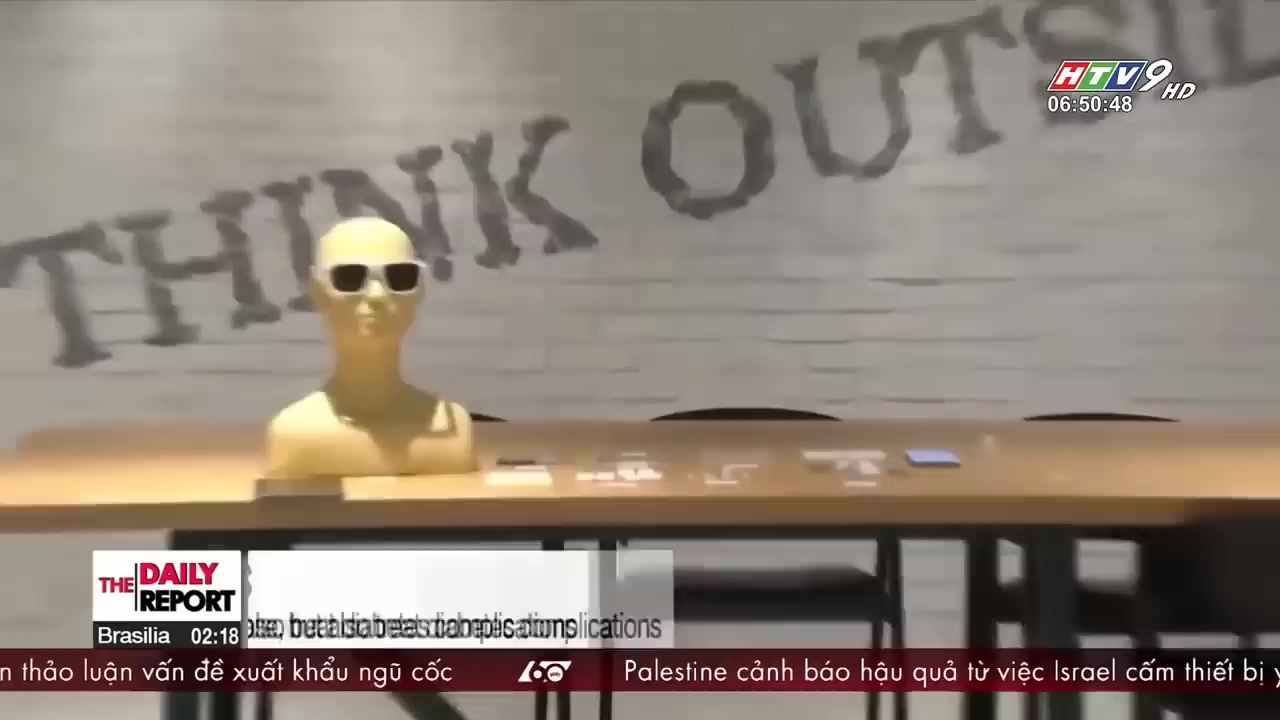 THINK OUTSID
HTV9 HD
06:50:48
THE DAILY REPORT
Brasilia 02:18
n thảo luận vấn đề xuất khẩu ngũ cốc
60 Palestine cảnh báo hậu quả từ việc Israel cấm thiết bị y